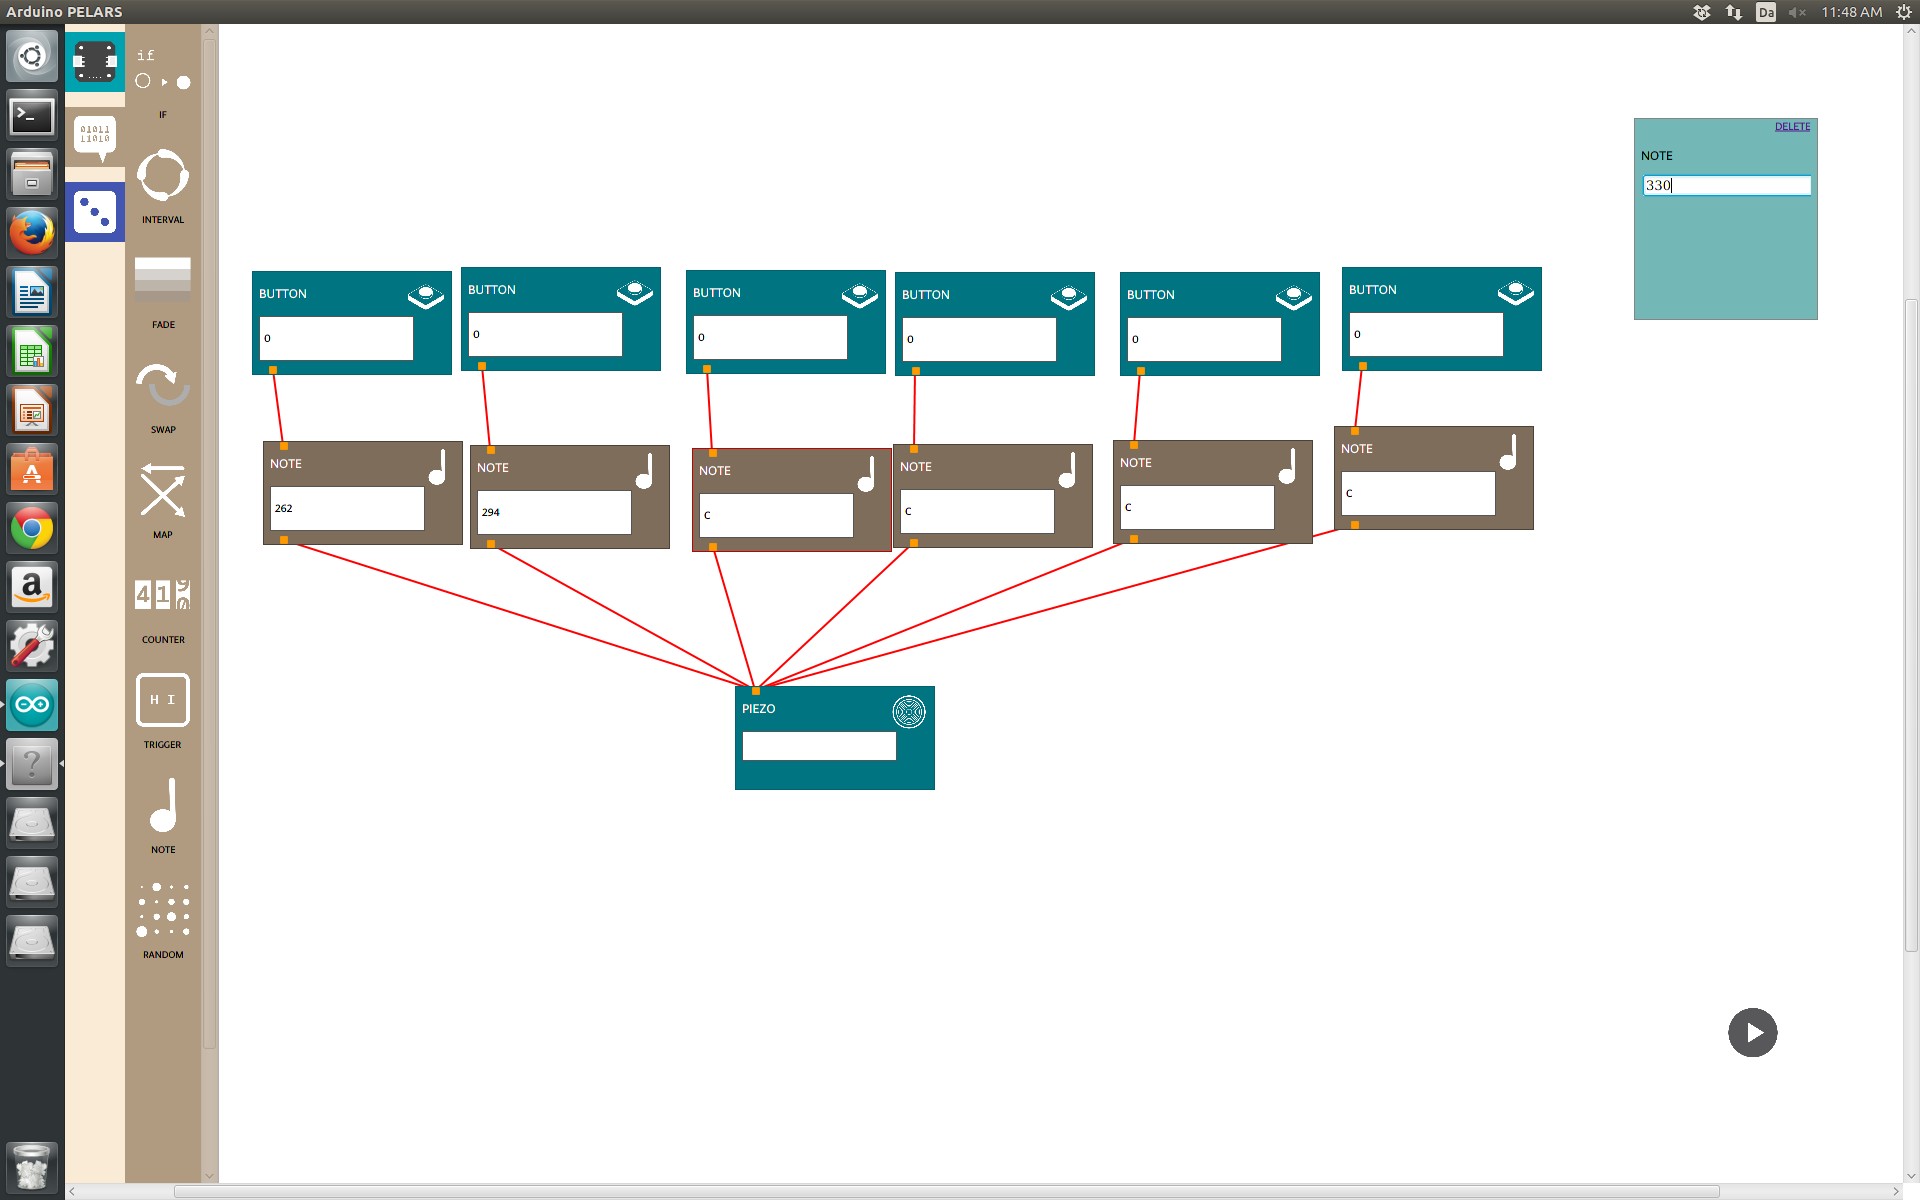 Arduino PELARS
Da
11:48 AM
if
IF
01011
11010
INTERVAL
FADE
SWAP
MAP
COUNTER
H I
TRIGGER
NOTE
RANDOM
DELETE
NOTE
330
BUTTON
0
BUTTON
0
BUTTON
0
BUTTON
0
BUTTON
0
BUTTON
0
NOTE
262
NOTE
294
NOTE
C
NOTE
C
NOTE
C
NOTE
C
PIEZO